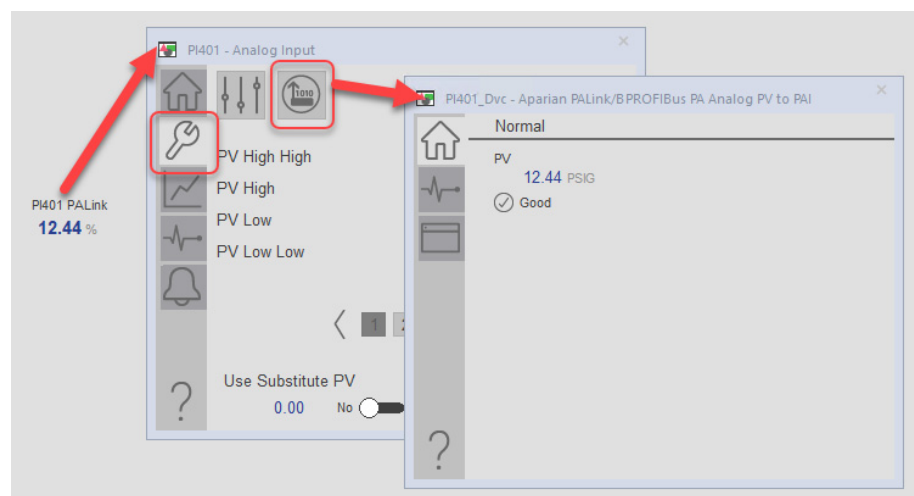 PI401 - Analog Input
1010
PV High High
PV High
PV Low
PV Low Low
1
Use Substitute PV
0.00 No
?
PI401 PALink
12.44 %
PI401_Dvc - Aparian PALink/BPROFIBus PA Analog PV to PAI
Normal
PV
12.44 PSIG
Good
?